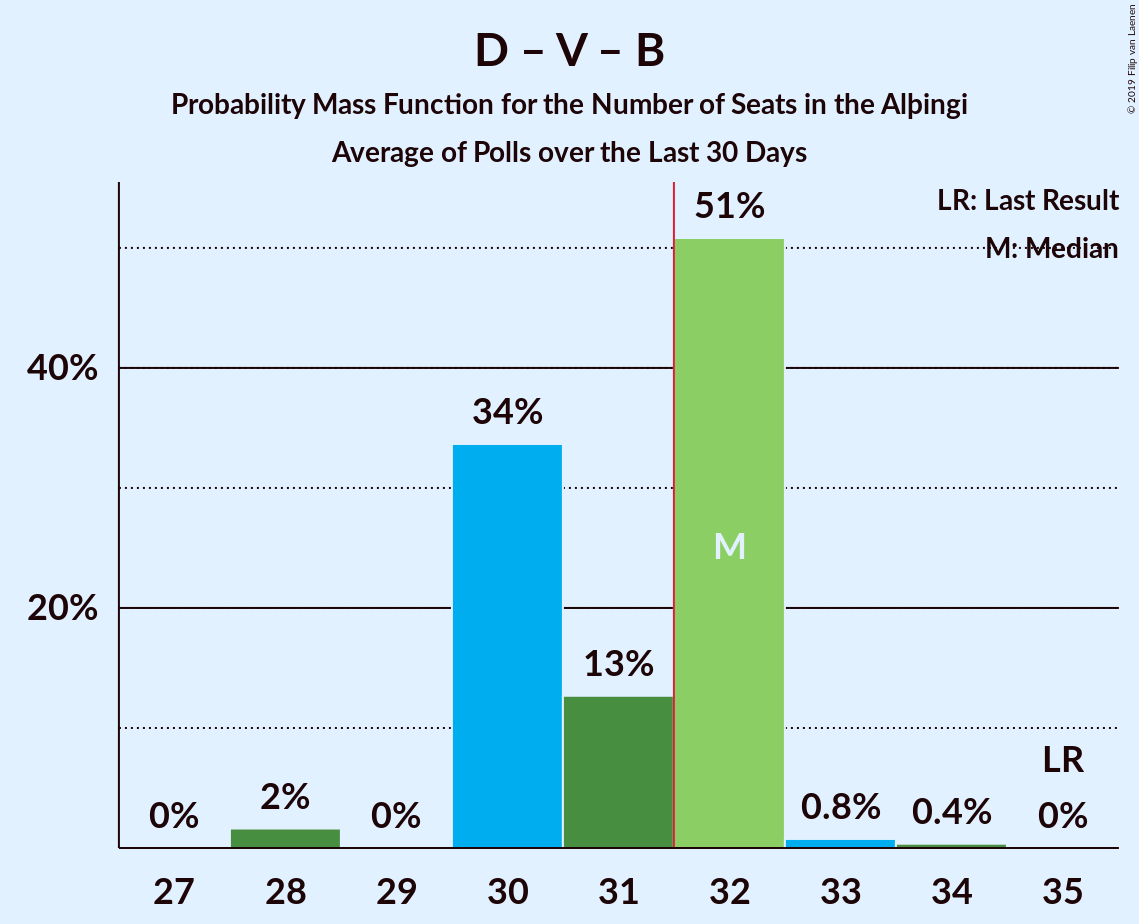 D – V – B
Probability Mass Function for the Number of Seats in the Alþingi
Average of Polls over the Last 30 Days
© 2019 Filip van Laenen
LR: Last Result
M: Median
51%
40%
34%
M
20%
13%
LR
0%
2%
0%
0.8%
0.4%
0%
27 28 29 30 31 32 33 34 35